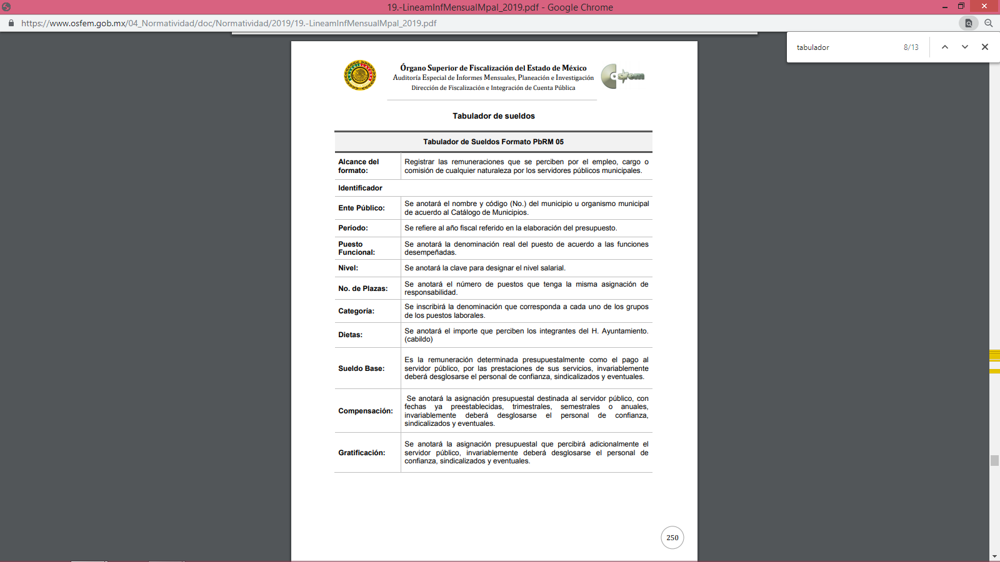 19.-LineamInfMensualMpal_2019.pdf - Google Chrome
https://www.osfem.gob.mx/04_Normatividad/doc/Normatividad/2019/19.-LineamInfMensualMpal_2019.pdf
tabulador 8/13
Órgano Superior de Fiscalización del Estado de México
Auditoría Especial de Informes Mensuales, Planeación e Investigación
Dirección de Fiscalización e Integración de Cuenta Pública
osfem
Tabulador de sueldos
Tabulador de Sueldos Formato PbRM 05
Alcance del formato:
Registrar las remuneraciones que se perciben por el empleo, cargo o
comisión de cualquier naturaleza por los servidores públicos municipales.
Identificador
Ente Público:
Se anotará el nombre y código (No.) del municipio u organismo municipal
de acuerdo al Catálogo de Municipios.
Período:
Se refiere al año fiscal referido en la elaboración del presupuesto.
Puesto
Funcional:
Se anotará la denominación real del puesto de acuerdo a las funciones
desempeñadas.
Nivel:
Se anotará la clave para designar el nivel salarial.
No. de Plazas:
Se anotará el número de puestos que tenga la misma asignación de
responsabilidad.
Categoría:
Se inscribirá la denominación que corresponda a cada uno de los grupos
de los puestos laborales.
Dietas:
Se anotará el importe que perciben los integrantes del H. Ayuntamiento.
(cabildo)
Sueldo Base:
Es la remuneración determinada presupuestalmente como el pago al
servidor público, por las prestaciones de sus servicios, invariablemente
deberá desglosarse el personal de confianza, sindicalizados y eventuales.
Compensación:
Se anotará la asignación presupuestal destinada al servidor público, con
fechas ya preestablecidas, trimestrales, semestrales o anuales,
invariablemente deberá desglosarse el personal de confianza,
sindicalizados y eventuales.
Gratificación:
Se anotará la asignación presupuestal que percibirá adicionalmente el
servidor público, invariablemente deberá desglosarse el personal de
confianza, sindicalizados y eventuales.
250